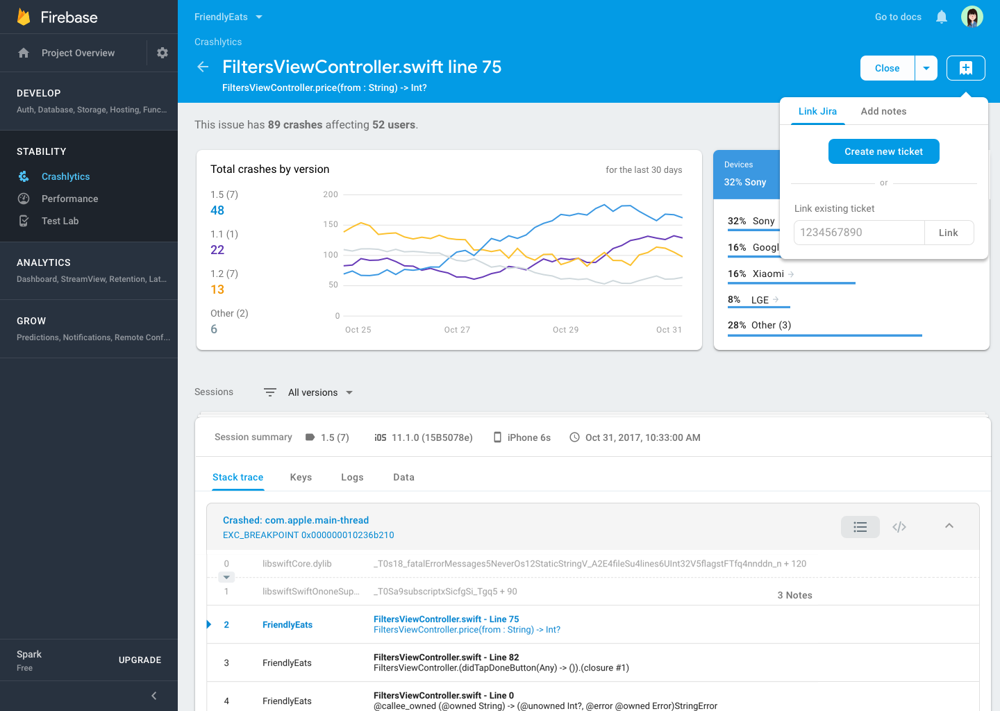 Firebase
FriendlyEats
Go to docs
Project Overview
Crashlytics
FiltersViewController.swift line 75
FiltersViewController.price(from : String) -> Int?
Close
DEVELOP
Auth, Database, Storage, Hosting, Func...
STABILITY
Crashlytics
Performance
Test Lab
ANALYTICS
Dashboard, StreamView, Retention, Lat...
GROW
Predictions, Notifications, Remote Conf...
Spark
Free
UPGRADE
This issue has 89 crashes affecting 52 users.
Link Jira
Add notes
Create new ticket
or
Link existing ticket
1234567890
Link
Total crashes by version
for the last 30 days
1.5 (7)
48
1.1 (1)
22
1.2 (7)
13
Other (2)
6
200
150
100
50
0
Oct 25
Oct 27
Oct 29
Oct 31
Devices
32% Sony
32% Sony
16% Googl
16% Xiaomi
8% LGE
28% Other (3)
Sessions
All versions
Session summary
1.5 (7)
iOS 11.1.0 (15B5078e)
iPhone 6s
Oct 31, 2017, 10:33:00 AM
Stack trace
Keys
Logs
Data
Crashed: com.apple.main-thread
EXC_BREAKPOINT 0x000000010236b210
</>
0 libswiftCore.dylib _T0s18_fatalErrorMessages5NeverOs12StaticStringV_A2E4fileSu4lines6UInt32V5flagstFTfq4nnddn_n + 120
1 libswiftSwiftOnoneSup... _T0Sa9subscriptxSicfgSi_Tgq5 + 90
3 Notes
2 FriendlyEats FiltersViewController.swift - Line 75
FiltersViewController.price(from : String) -> Int?
3 FriendlyEats FiltersViewController.swift - Line 82
FiltersViewController.(didTapDoneButton(Any) -> ()).(closure #1)
4 FriendlyEats FiltersViewController.swift - Line 0
@callee_owned (@owned String) -> (@unowned Int?, @error @owned Error)StringError